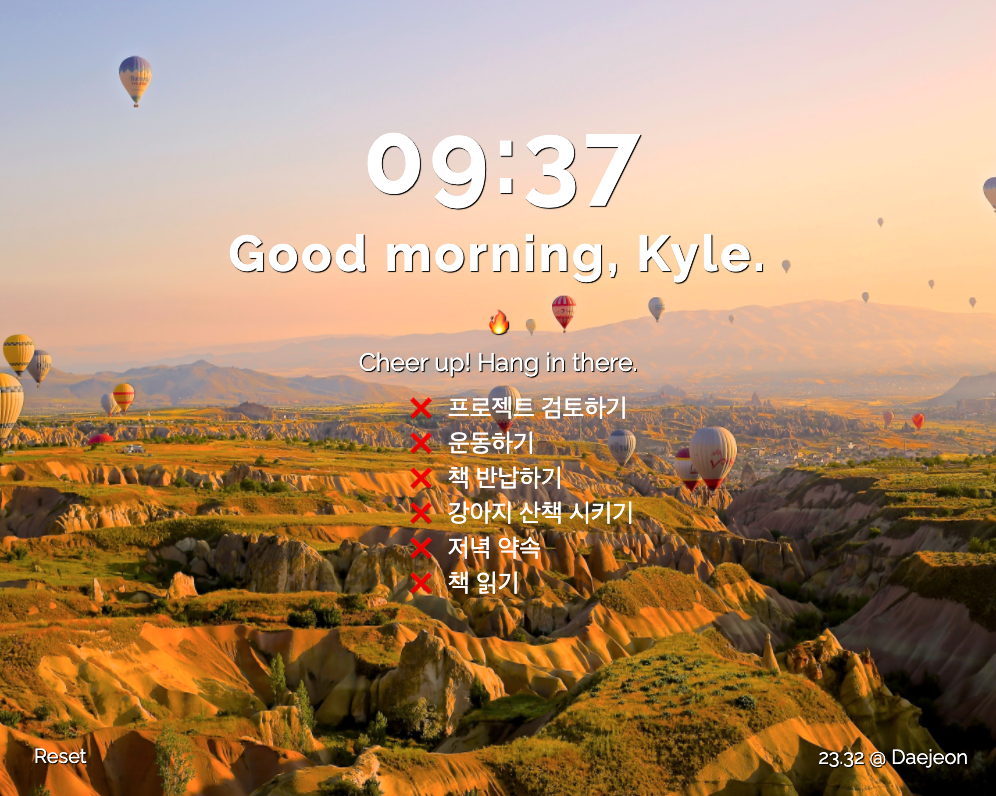 09:37
Good morning, Kyle.
🔥
Cheer up! Hang in there.
❌ 프로젝트 검토하기
❌ 운동하기
❌ 책 반납하기
❌ 강아지 산책 시키기
❌ 저녁 약속
❌ 책 읽기
Reset
23.32 @ Daejeon